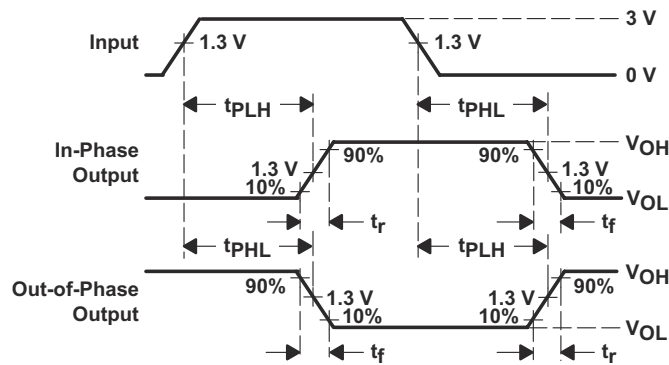 3 V
Input
1.3 V
1.3 V
0 V
tPLH
tPHL
In-Phase
Output
90%
90%
VOH
1.3 V
1.3 V
10%
10%
VOL
tr
tf
tPHL
tPLH
Out-of-Phase
Output
90%
90%
VOH
1.3 V
1.3 V
10%
10%
VOL
tf
tr